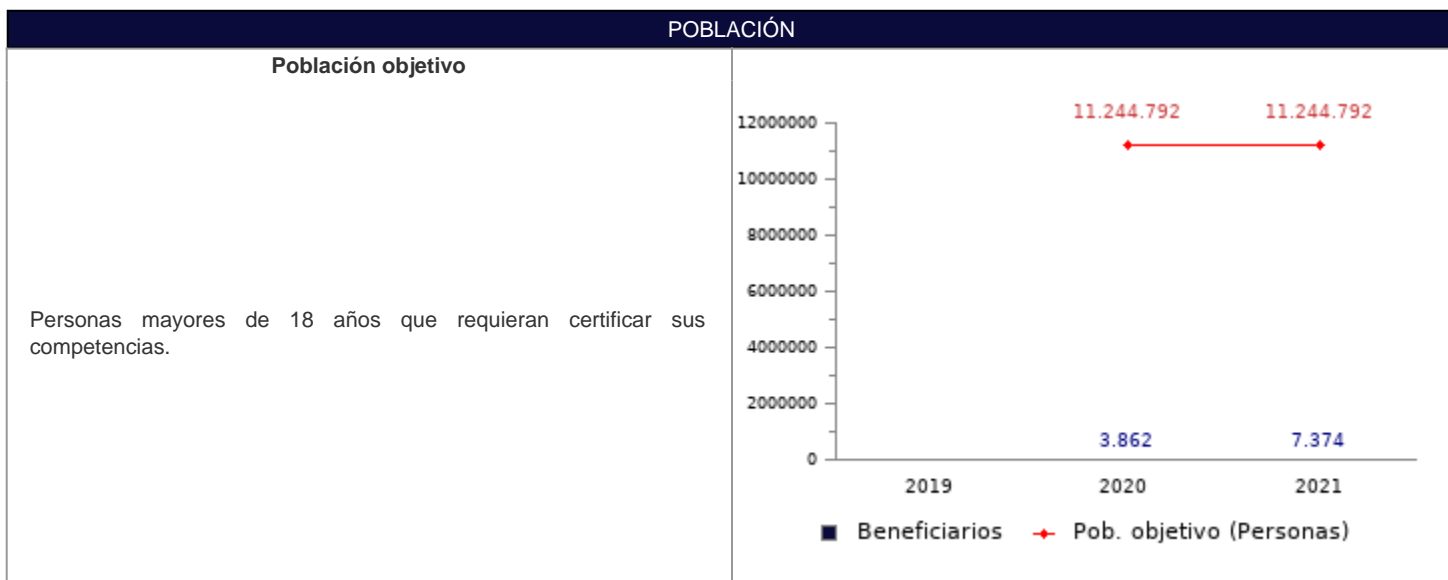 POBLACIÓN
Población objetivo
Personas mayores de 18 años que requieran certificar sus
competencias.
11.244.792 11.244.792
12000000
10000000
8000000
6000000
4000000
2000000
0
3.862 7.374
2019 2020 2021
Beneficiarios Pob. objetivo (Personas)